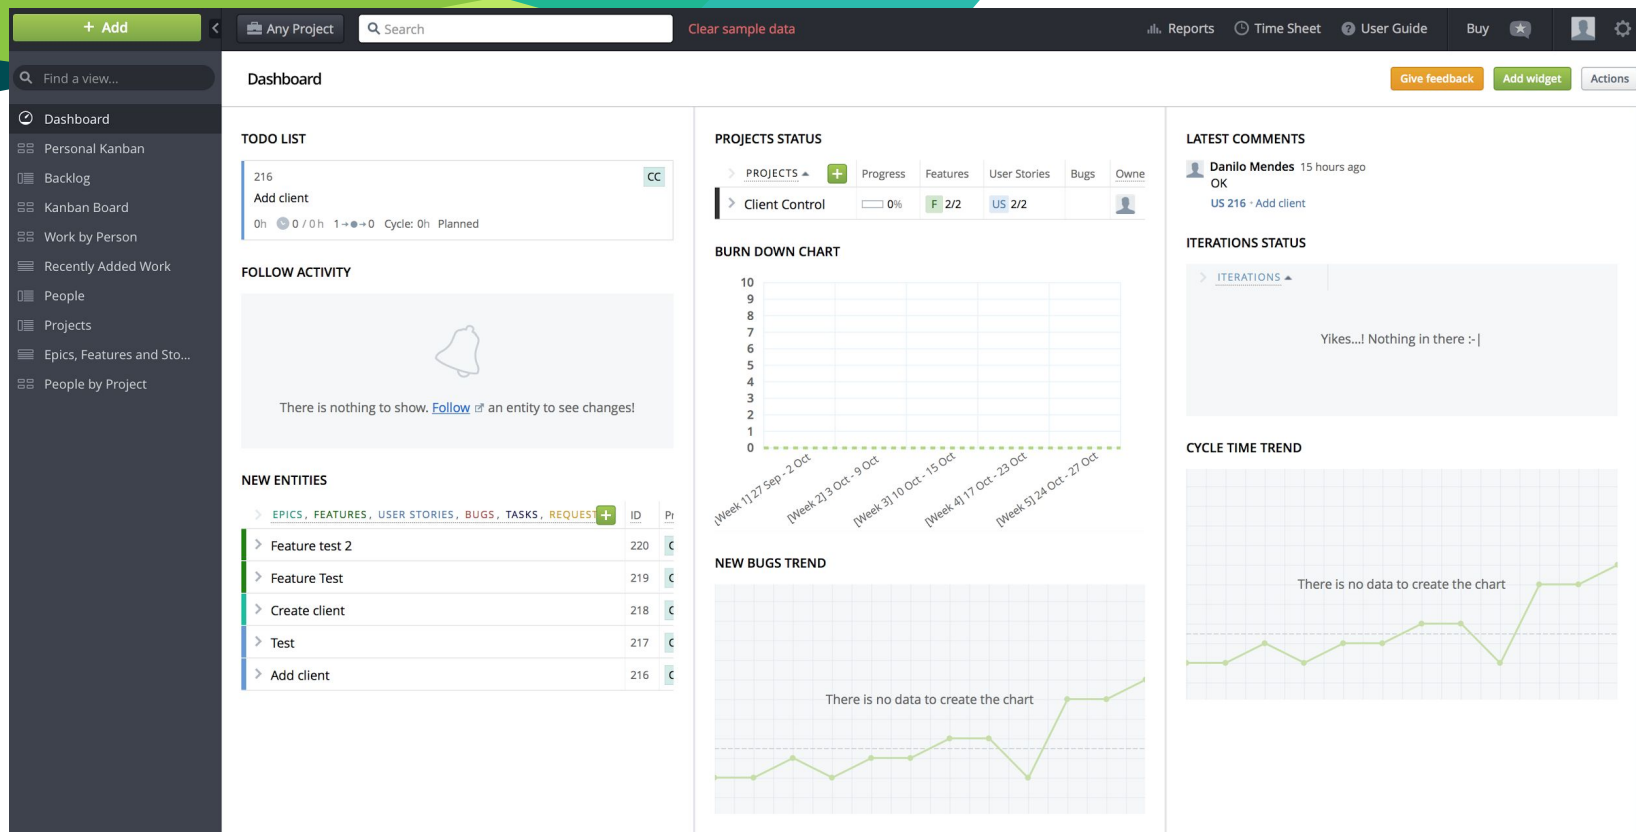 + Add
Any Project
Search
Clear sample data
Reports
Time Sheet
User Guide
Buy
Find a view...
Dashboard
Give feedback
Add widget
Actions
Dashboard
Personal Kanban
Backlog
Kanban Board
Work by Person
Recently Added Work
People
Projects
Epics, Features and Sto...
People by Project
TODO LIST
216
CC
Add client
0h 0 / 0 h 1→●→0 Cycle: 0h Planned
FOLLOW ACTIVITY
There is nothing to show. Follow an entity to see changes!
NEW ENTITIES
EPICS, FEATURES, USER STORIES, BUGS, TASKS, REQUEST + ID
Feature test 2 220
Feature Test 219
Create client 218
Test 217
Add client 216
PROJECTS STATUS
PROJECTS + Progress Features User Stories Bugs Owne
Client Control 0% F 2/2 US 2/2
BURN DOWN CHART
10
9
8
7
6
5
4
3
2
1
0
[Week 1] 27 Sep - 2 Oct
[Week 2] 3 Oct - 9 Oct
[Week 3] 10 Oct - 15 Oct
[Week 4] 17 Oct - 23 Oct
[Week 5] 24 Oct - 27 Oct
NEW BUGS TREND
There is no data to create the chart
LATEST COMMENTS
Danilo Mendes 15 hours ago
OK
US 216 · Add client
ITERATIONS STATUS
ITERATIONS
Yikes...! Nothing in there :-|
CYCLE TIME TREND
There is no data to create the chart